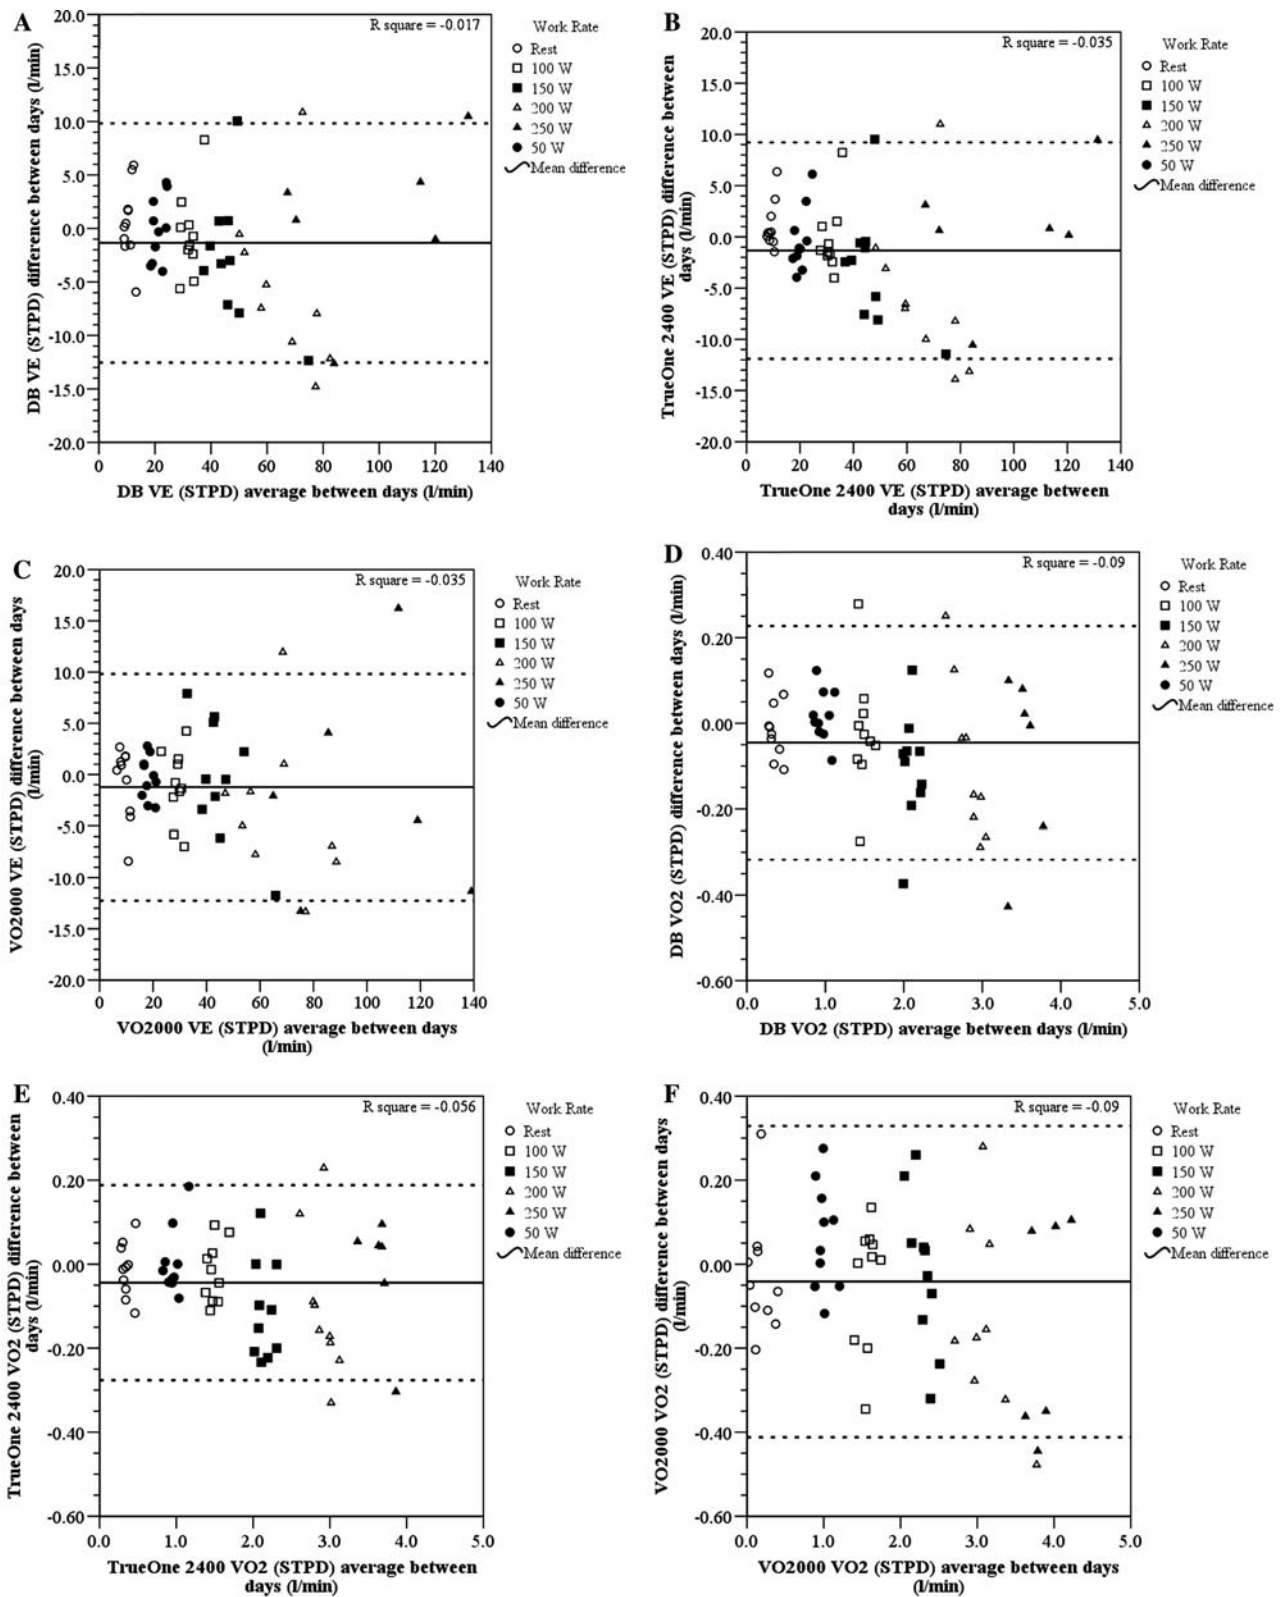 A
R square = -0.017
Work Rate
Rest
100 W
150 W
200 W
250 W
50 W
Mean difference
20.0
15.0
10.0
5.0
0.0
-5.0
-10.0
-15.0
-20.0
0 20 40 60 80 100 120 140
DB VE (STPD) difference between days (l/min)
DB VE (STPD) average between days (l/min)
B
R square = -0.035
Work Rate
Rest
100 W
150 W
200 W
250 W
50 W
Mean difference
20.0
15.0
10.0
5.0
0.0
-5.0
-10.0
-15.0
-20.0
0 20 40 60 80 100 120 140
TrueOne 2400 VE (STPD) difference between
days (l/min)
TrueOne 2400 VE (STPD) average between
days (l/min)
C
R square = -0.035
Work Rate
Rest
100 W
150 W
200 W
250 W
50 W
Mean difference
20.0
15.0
10.0
5.0
0.0
-5.0
-10.0
-15.0
-20.0
0 20 40 60 80 100 120 140
VO2000 VE (STPD) difference between days
(l/min)
VO2000 VE (STPD) average between days
(l/min)
D
R square = -0.09
Work Rate
Rest
100 W
150 W
200 W
250 W
50 W
Mean difference
0.40
0.20
0.00
-0.20
-0.40
-0.60
0.0 1.0 2.0 3.0 4.0 5.0
DB VO2 (STPD) difference between days (l/min)
DB VO2 (STPD) average between days (l/min)
E
R square = -0.056
Work Rate
Rest
100 W
150 W
200 W
250 W
50 W
Mean difference
0.40
0.20
0.00
-0.20
-0.40
-0.60
0.0 1.0 2.0 3.0 4.0 5.0
TrueOne 2400 VO2 (STPD) difference between
days (l/min)
TrueOne 2400 VO2 (STPD) average between
days (l/min)
F
R square = -0.09
Work Rate
Rest
100 W
150 W
200 W
250 W
50 W
Mean difference
0.40
0.20
0.00
-0.20
-0.40
-0.60
0.0 1.0 2.0 3.0 4.0 5.0
VO2000 VO2 (STPD) difference between days
(l/min)
VO2000 VO2 (STPD) average between days
(l/min)